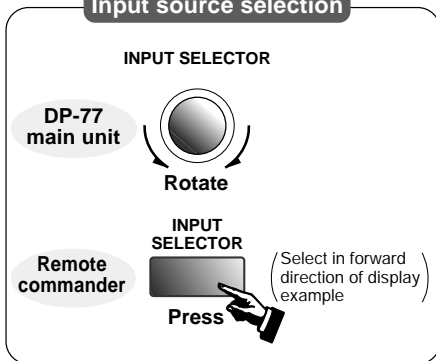 Input source selection
INPUT SELECTOR
DP-77
main unit
Rotate
INPUT
SELECTOR
Remote
commander
Press
(Select in forward
direction of display
example)